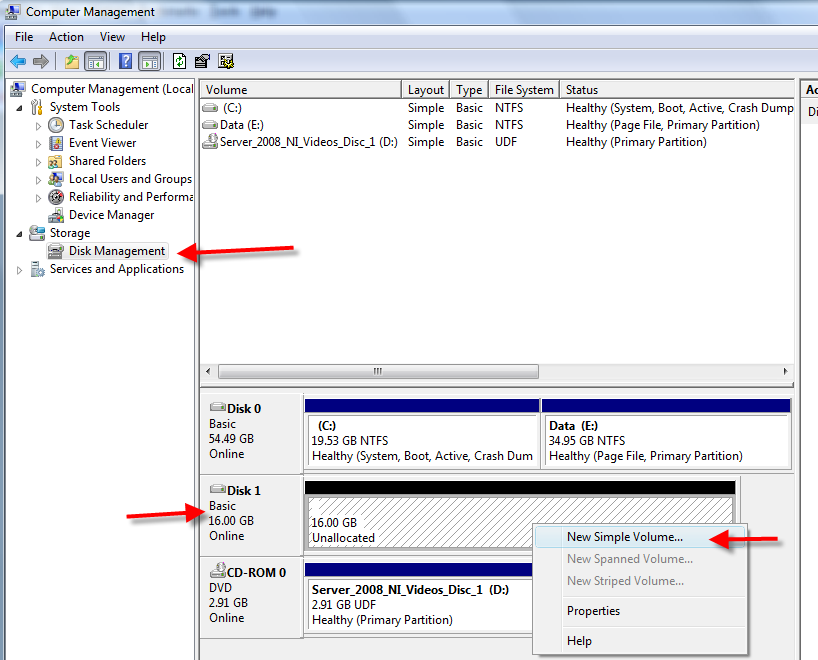 Computer Management
File Action View Help
Computer Management (Local
System Tools
Task Scheduler
Event Viewer
Shared Folders
Local Users and Groups
Reliability and Performa
Device Manager
Storage
Disk Management
Services and Applications
Volume Layout Type File System Status
(C:) Simple Basic NTFS Healthy (System, Boot, Active, Crash Dump
Data (E:) Simple Basic NTFS Healthy (Page File, Primary Partition)
Server_2008_NI_Videos_Disc_1 (D:) Simple Basic UDF Healthy (Primary Partition)
Disk 0
Basic
54.49 GB
Online
(C:)
19.53 GB NTFS
Healthy (System, Boot, Active, Crash Dum
Data (E:)
34.95 GB NTFS
Healthy (Page File, Primary Partition)
Disk 1
Basic
16.00 GB
Online
16.00 GB
Unallocated
CD-ROM 0
DVD
2.91 GB
Online
Server_2008_NI_Videos_Disc_1 (D:)
2.91 GB UDF
Healthy (Primary Partition)
New Simple Volume...
New Spanned Volume...
New Striped Volume...
Properties
Help
Ac
Di